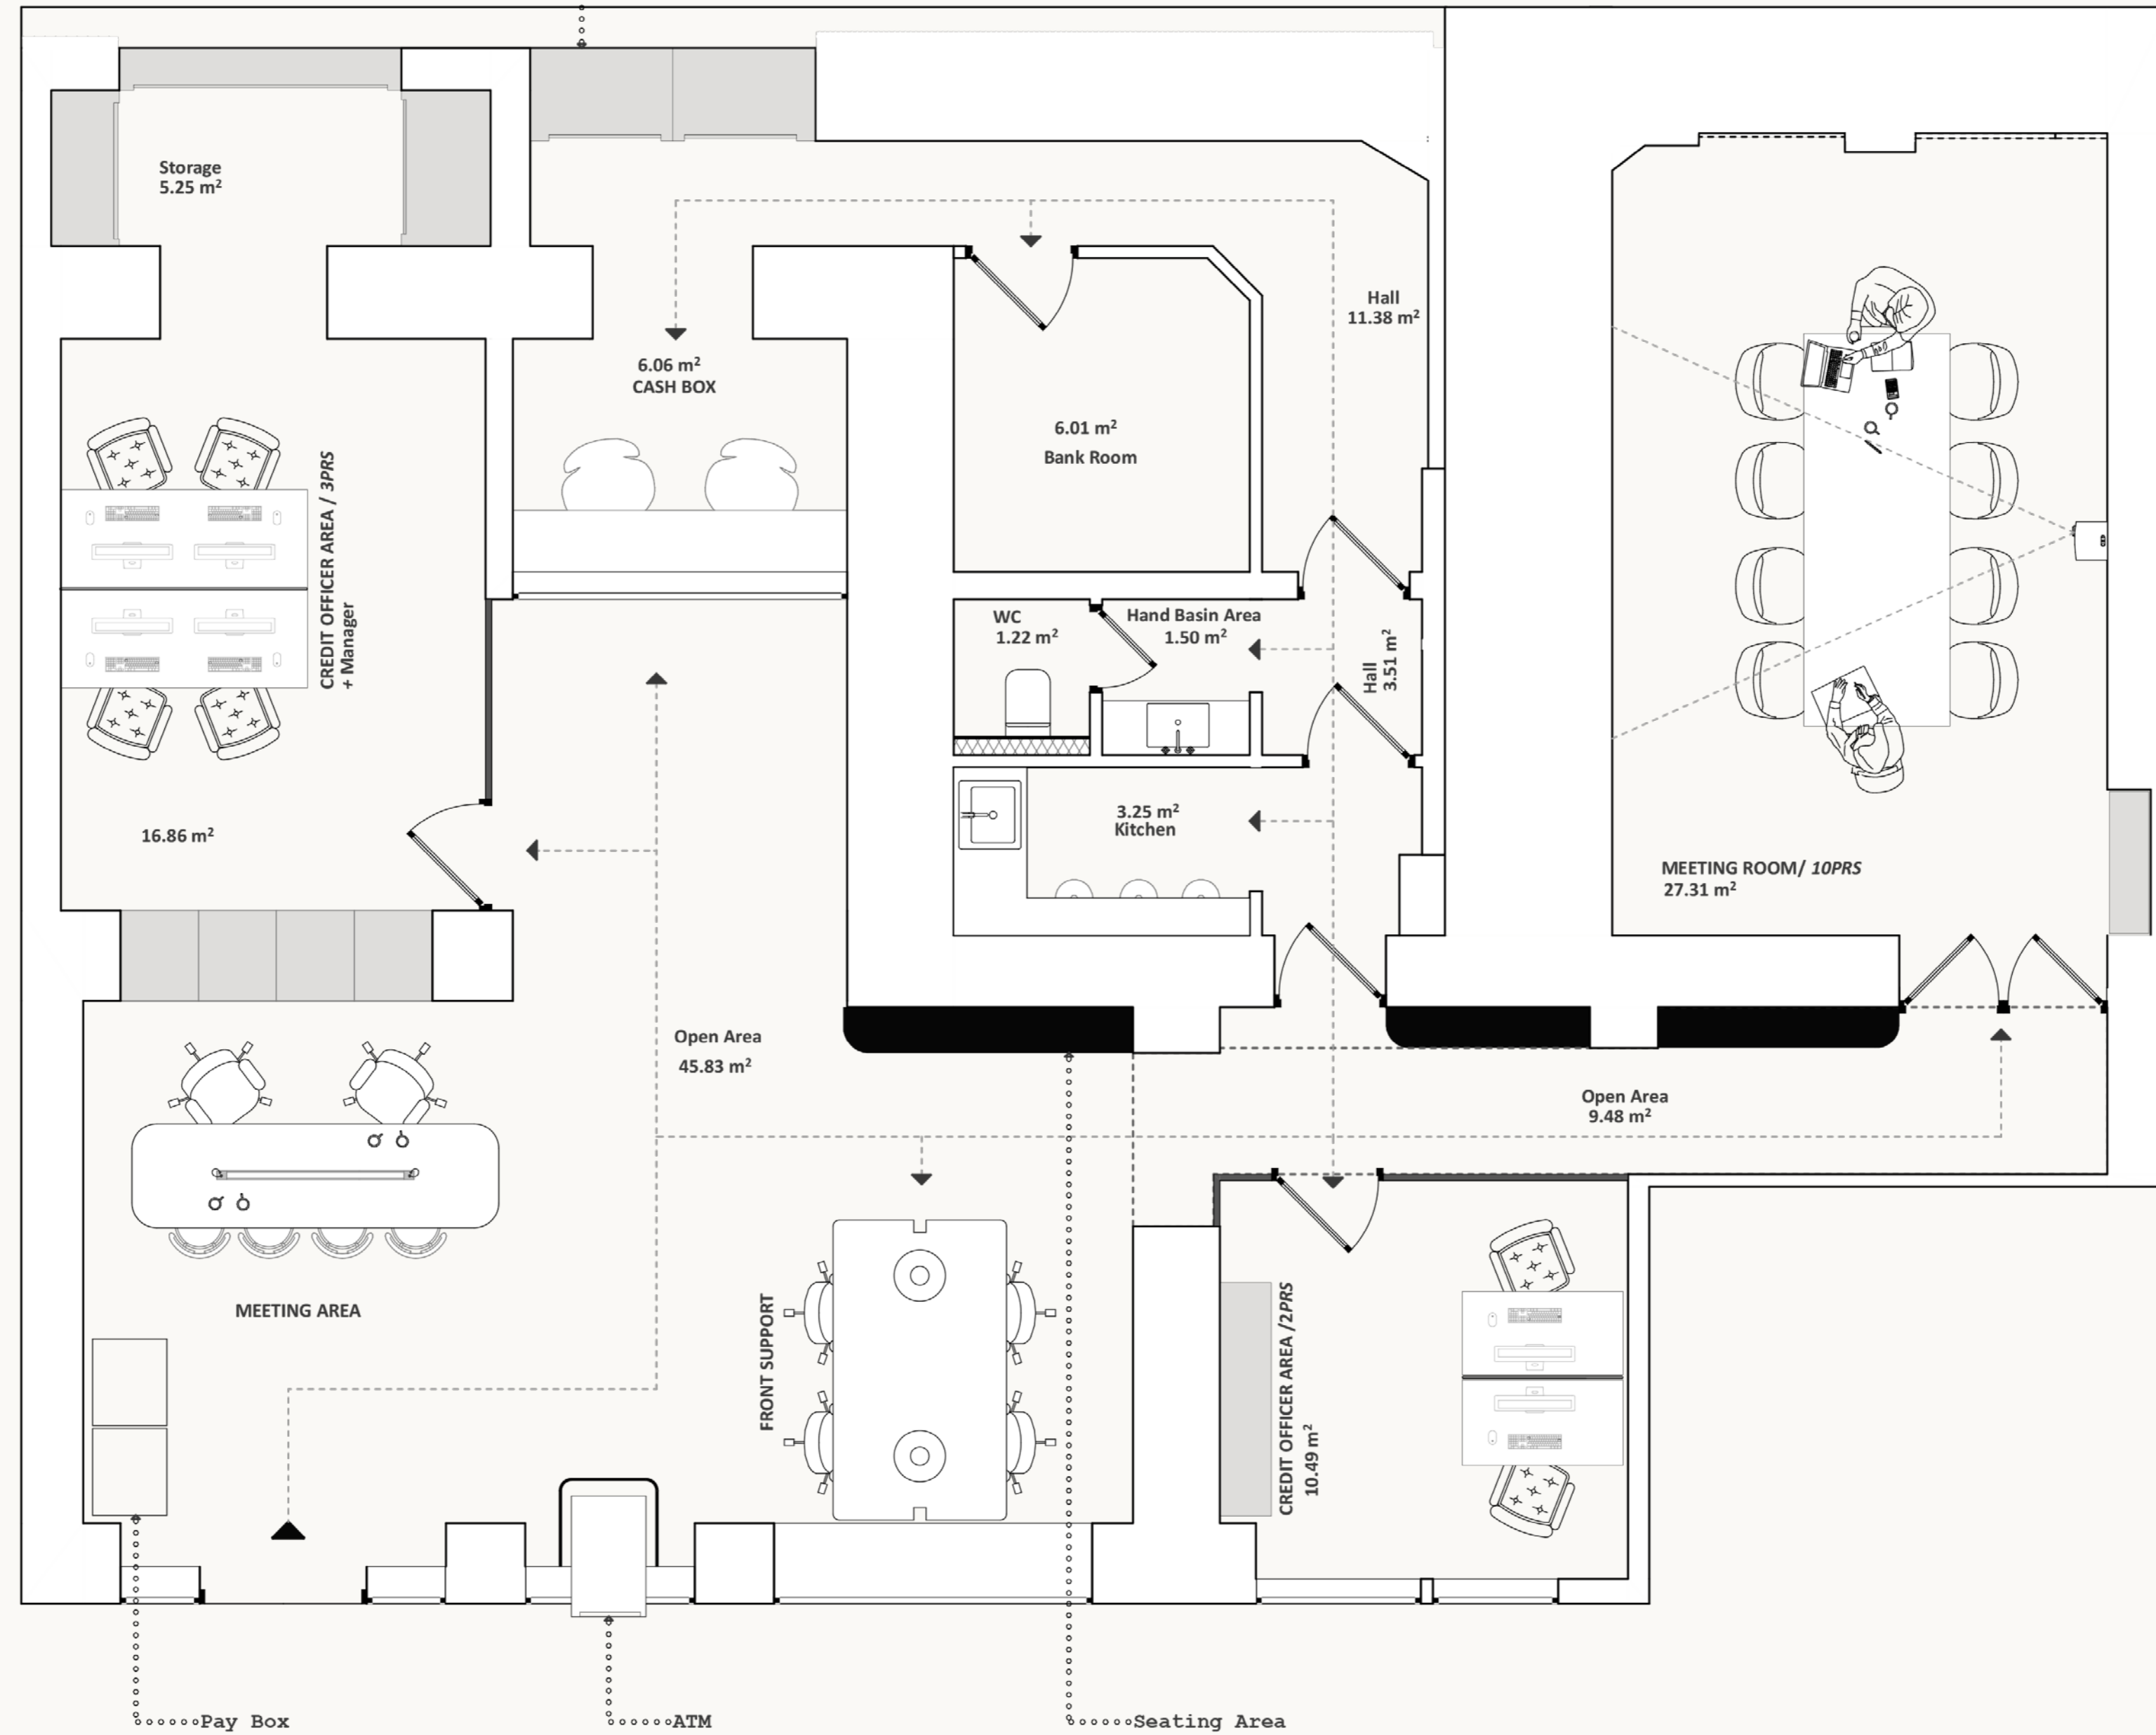 Storage
5.25 m²
Hall
11.38 m²
6.06 m²
CASH BOX
6.01 m²
Bank Room
CREDIT OFFICER AREA / 3PRS
+ Manager
WC
1.22 m²
Hand Basin Area
1.50 m²
Hall
3.51 m²
16.86 m²
3.25 m²
Kitchen
MEETING ROOM/ 10PRS
27.31 m²
Open Area
45.83 m²
Open Area
9.48 m²
MEETING AREA
FRONT SUPPORT
CREDIT OFFICER AREA /2PRS
10.49 m²
Pay Box
ATM
Seating Area